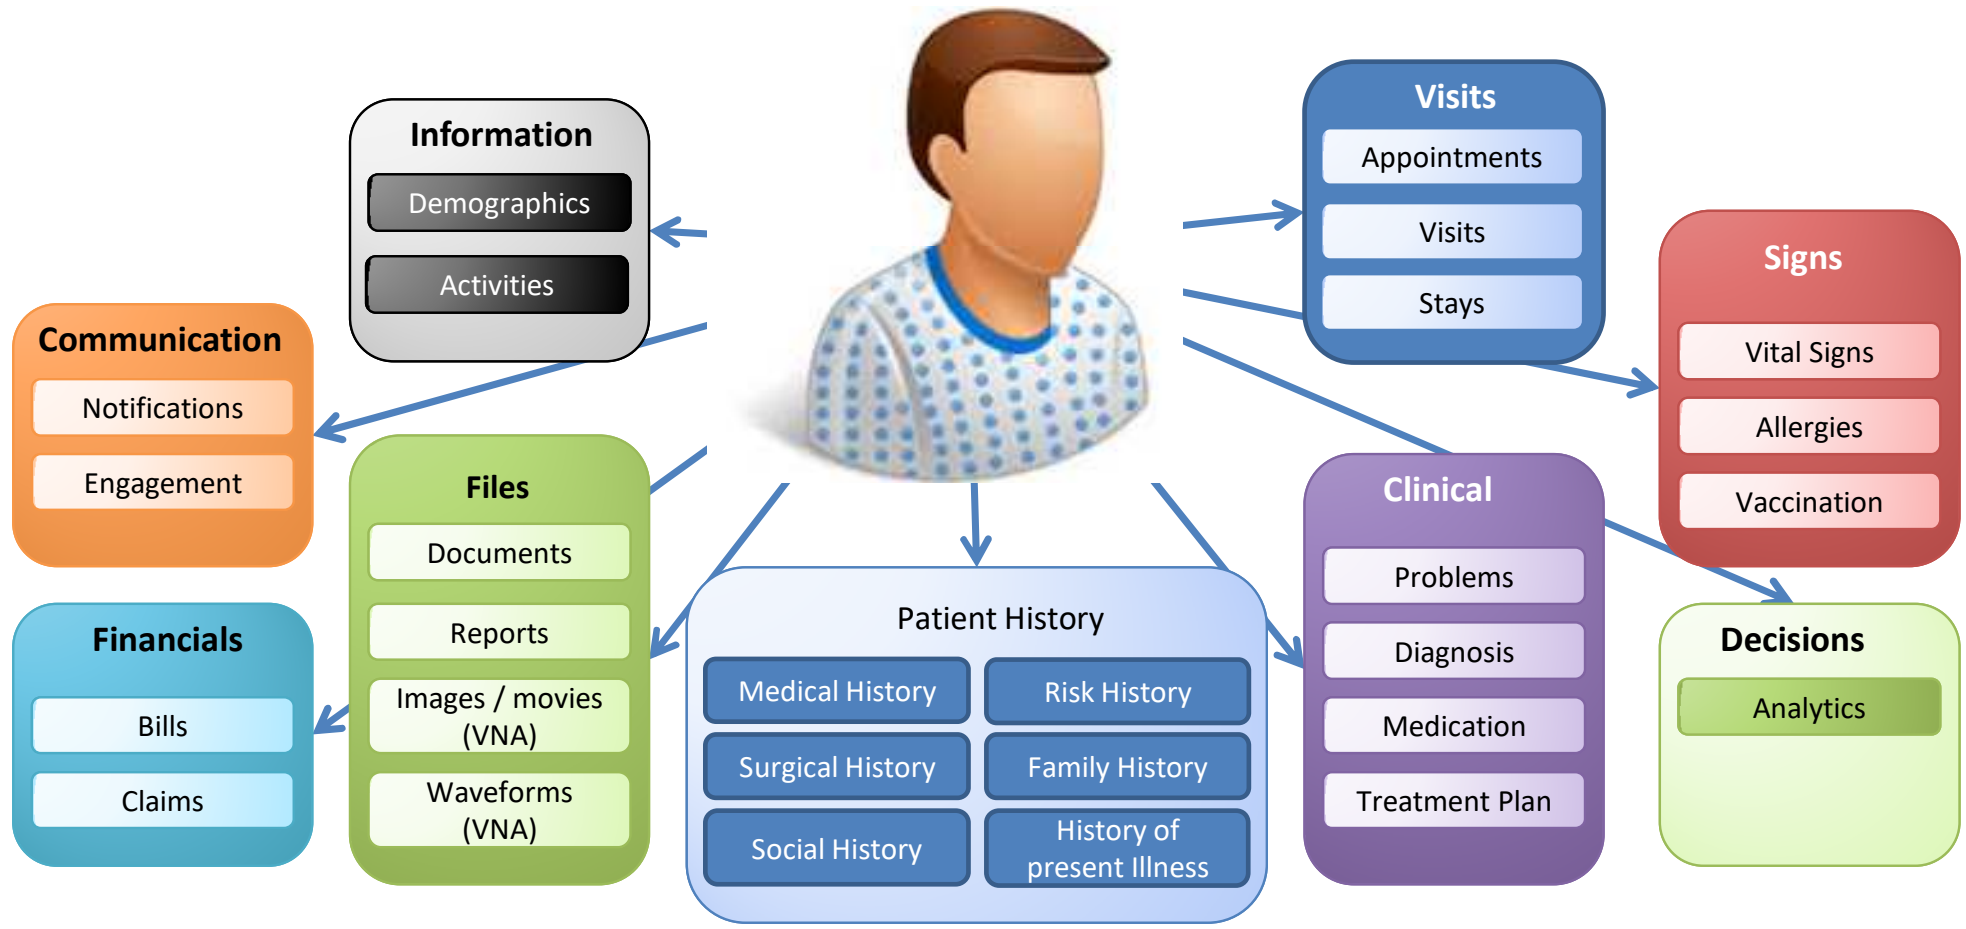 Information
Demographics
Activities
Communication
Notifications
Engagement
Financials
Bills
Claims
Files
Documents
Reports
Images / movies
(VNA)
Waveforms
(VNA)
Patient History
Medical History
Risk History
Surgical History
Family History
Social History
History of
present Illness
Visits
Appointments
Visits
Stays
Clinical
Problems
Diagnosis
Medication
Treatment Plan
Signs
Vital Signs
Allergies
Vaccination
Decisions
Analytics